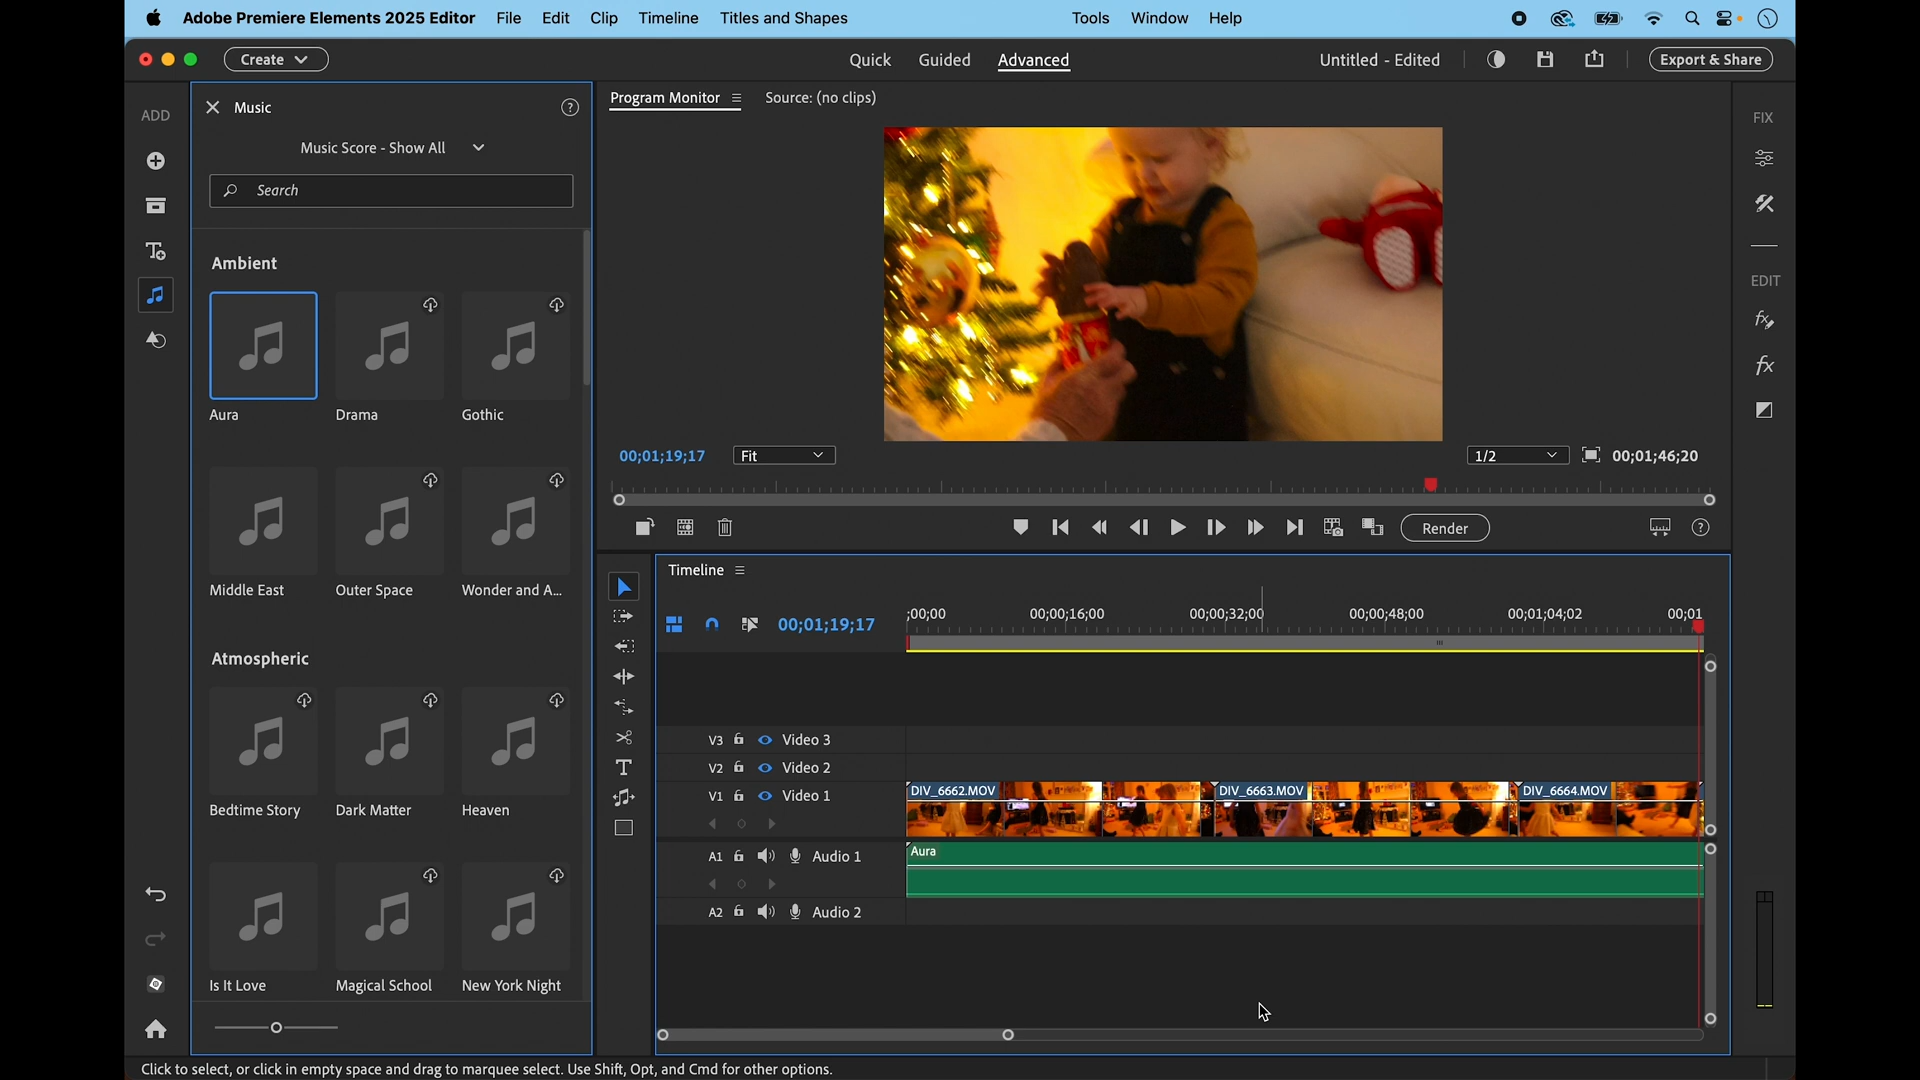 Adobe Premiere Elements 2025 Editor File Edit Clip Timeline Titles and Shapes Tools Window Help
Create Quick Guided Advanced Untitled - Edited Export & Share
ADD
Music
Program Monitor Source: (no clips)
FIX
Music Score - Show All
Search
Ambient
EDIT
Aura Drama Gothic
00;01;19;17 Fit 1/2 00;01;46;20
Render
Middle East Outer Space Wonder and A...
Timeline
00;01;19;17 ;00;00 00;00;16;00 00;00;32;00 00;00;48;00 00;01;04;02 00;01
Atmospheric
V3 Video 3
V2 Video 2
V1 Video 1
DIV_6662.MOV DIV_6663.MOV DIV_6664.MOV
Bedtime Story Dark Matter Heaven
A1 Audio 1
Aura
A2 Audio 2
Is It Love Magical School New York Night
Click to select, or click in empty space and drag to marquee select. Use Shift, Opt, and Cmd for other options.